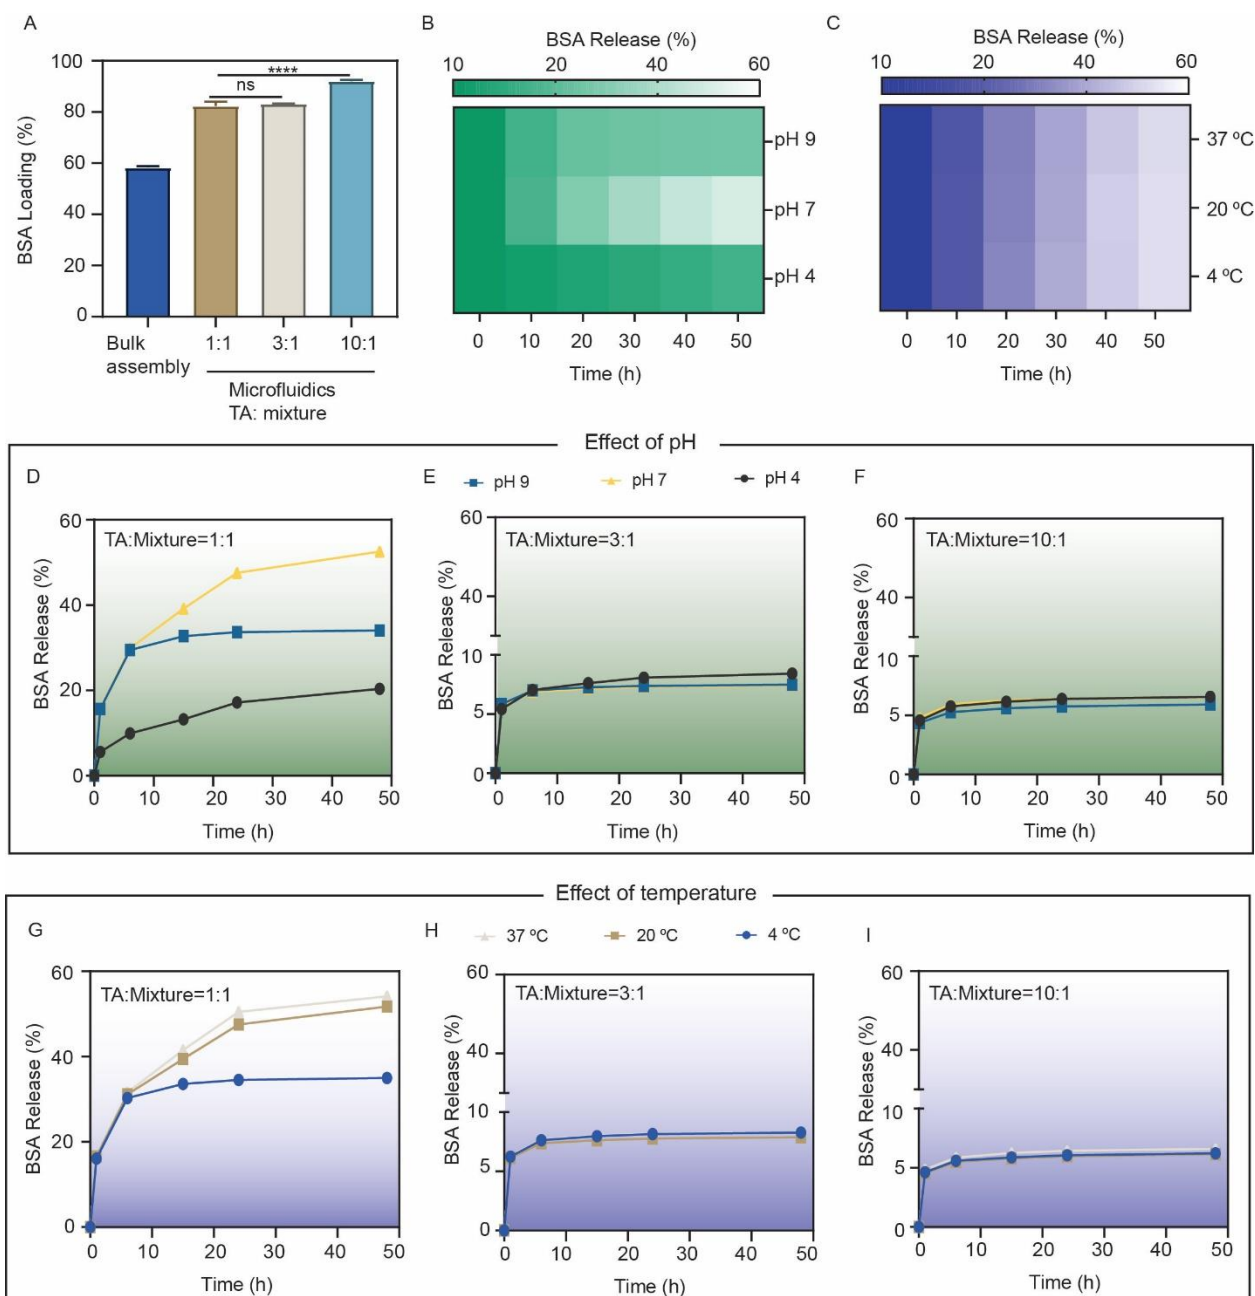 A
BSA Loading (%)
100
80
60
40
80
20
0
****
ns
Bulk assembly
1:1
3:1
10:1
Microfluidics
TA: mixture
B
BSA Release (%)
10
20
40
60
pH 9
pH 7
pH 4
0 10 20 30 40 50
Time (h)
C
BSA Release (%)
10
20
40
60
37 ºC
20 ºC
4 ºC
0 10 20 30 40 50
Time (h)
Effect of pH
pH 9
pH 7
pH 4
D
TA:Mixture=1:1
BSA Release (%)
60
40
20
0
0 10 20 30 40 50
Time (h)
E
TA:Mixture=3:1
BSA Release (%)
60
40
10
5
0
0 10 20 30 40 50
Time (h)
F
TA:Mixture=10:1
BSA Release (%)
60
40
10
5
0
0 10 20 30 40 50
Time (h)
Effect of temperature
37 ºC
20 ºC
4 ºC
G
TA:Mixture=1:1
BSA Release (%)
60
40
20
0
0 10 20 30 40 50
Time (h)
H
TA:Mixture=3:1
BSA Release (%)
60
40
10
5
0
0 10 20 30 40 50
Time (h)
I
TA:Mixture=10:1
BSA Release (%)
60
40
10
5
0
0 10 20 30 40 50
Time (h)